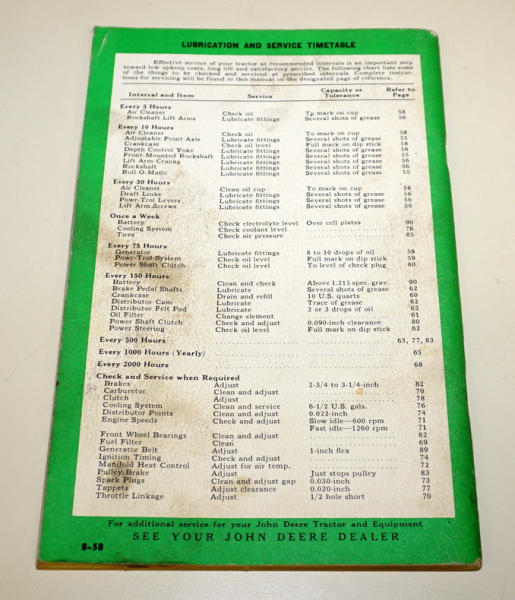 LUBRICATION AND SERVICE TIMETABLE
Effective service of your tractor at recommended intervals is an important step
toward low upkeep costs, long life and satisfactory service. The following chart lists some
of the things to be checked and serviced at prescribed intervals. Complete instruc-
tions for servicing will be found in this manual on the designated page of reference.
Interval and Item Service Capacity or Tolerance Refer to Page
Every 5 Hours
Air Cleaner Check oil To mark on cup 58
Rockshaft Lift Arms Lubricate fittings Several shots of grease 56
Every 10 Hours
Air Cleaner Check oil To mark on cup 58
Adjustable Front Axle Lubricate fittings Several shots of grease 55
Crankcase Check oil level Full mark on dip stick 58
Depth Control Yoke Lubricate fittings Several shots of grease 56
Front-Mounted Rockshaft Lubricate fittings Several shots of grease 56
Lift Arm Cranks Lubricate fittings Several shots of grease 56
Rockshaft Lubricate fittings Several shots of grease 56
Roll-O-Matic Lubricate fittings Several shots of grease 55
Every 30 Hours
Air Cleaner Clean oil cup To mark on cup 58
Draft Links Lubricate fittings Several shots of grease 56
Powr-Trol Levers Lubricate fittings Several shots of grease 56
Lift Arm Screws Lubricate fittings Several shots of grease 56
Once a Week
Battery Check electrolyte level Over cell plates 90
Cooling System Check coolant level 76
Tires Check air pressure 85
Every 75 Hours
Generator Lubricate fittings 8 to 10 drops of oil 59
Powr-Trol System Check oil level Full mark on dip stick 59
Power Shaft Clutch Check oil level To level of check plug 60
Every 150 Hours
Battery Clean and check Above 1.215 spec. grav. 90
Brake Pedal Shafts Lubricate Several shots of grease 62
Crankcase Drain and refill 10 U.S. quarts 60
Distributor Cam Lubricate Trace of grease 62
Distributor Felt Pad Lubricate 2 or 3 drops of oil 62
Oil Filter Change element 61
Power Shaft Clutch Check and adjust 0.090-inch clearance 80
Power Steering Check oil level Full mark on dip stick 62
Every 500 Hours 63, 77, 83
Every 1000 Hours (Yearly) 65
Every 2000 Hours 68
Check and Service when Required
Brakes Adjust 2-3/4 to 3-1/4-inch 82
Carburetor Clean and adjust 70
Clutch Adjust 78
Cooling System Clean and service 6-1/2 U.S. gals. 76
Distributor Points Clean and adjust 0.022-inch 74
Engine Speeds Check and adjust Slow idle—600 rpm 71
Fast idle—1260 rpm 71
Front Wheel Bearings Clean and adjust 82
Fuel Filter Clean 69
Generator Belt Adjust 1-inch flex 89
Ignition Timing Check and adjust 74
Manifold Heat Control Adjust for air temp. 72
Pulley Brake Adjust Just stops pulley 83
Spark Plugs Clean and adjust gap 0.030-inch 73
Tappets Adjust clearance 0.020-inch 77
Throttle Linkage Adjust 1/2 hole short 70
For additional service for your John Deere Tractor and Equipment
SEE YOUR JOHN DEERE DEALER
8-58